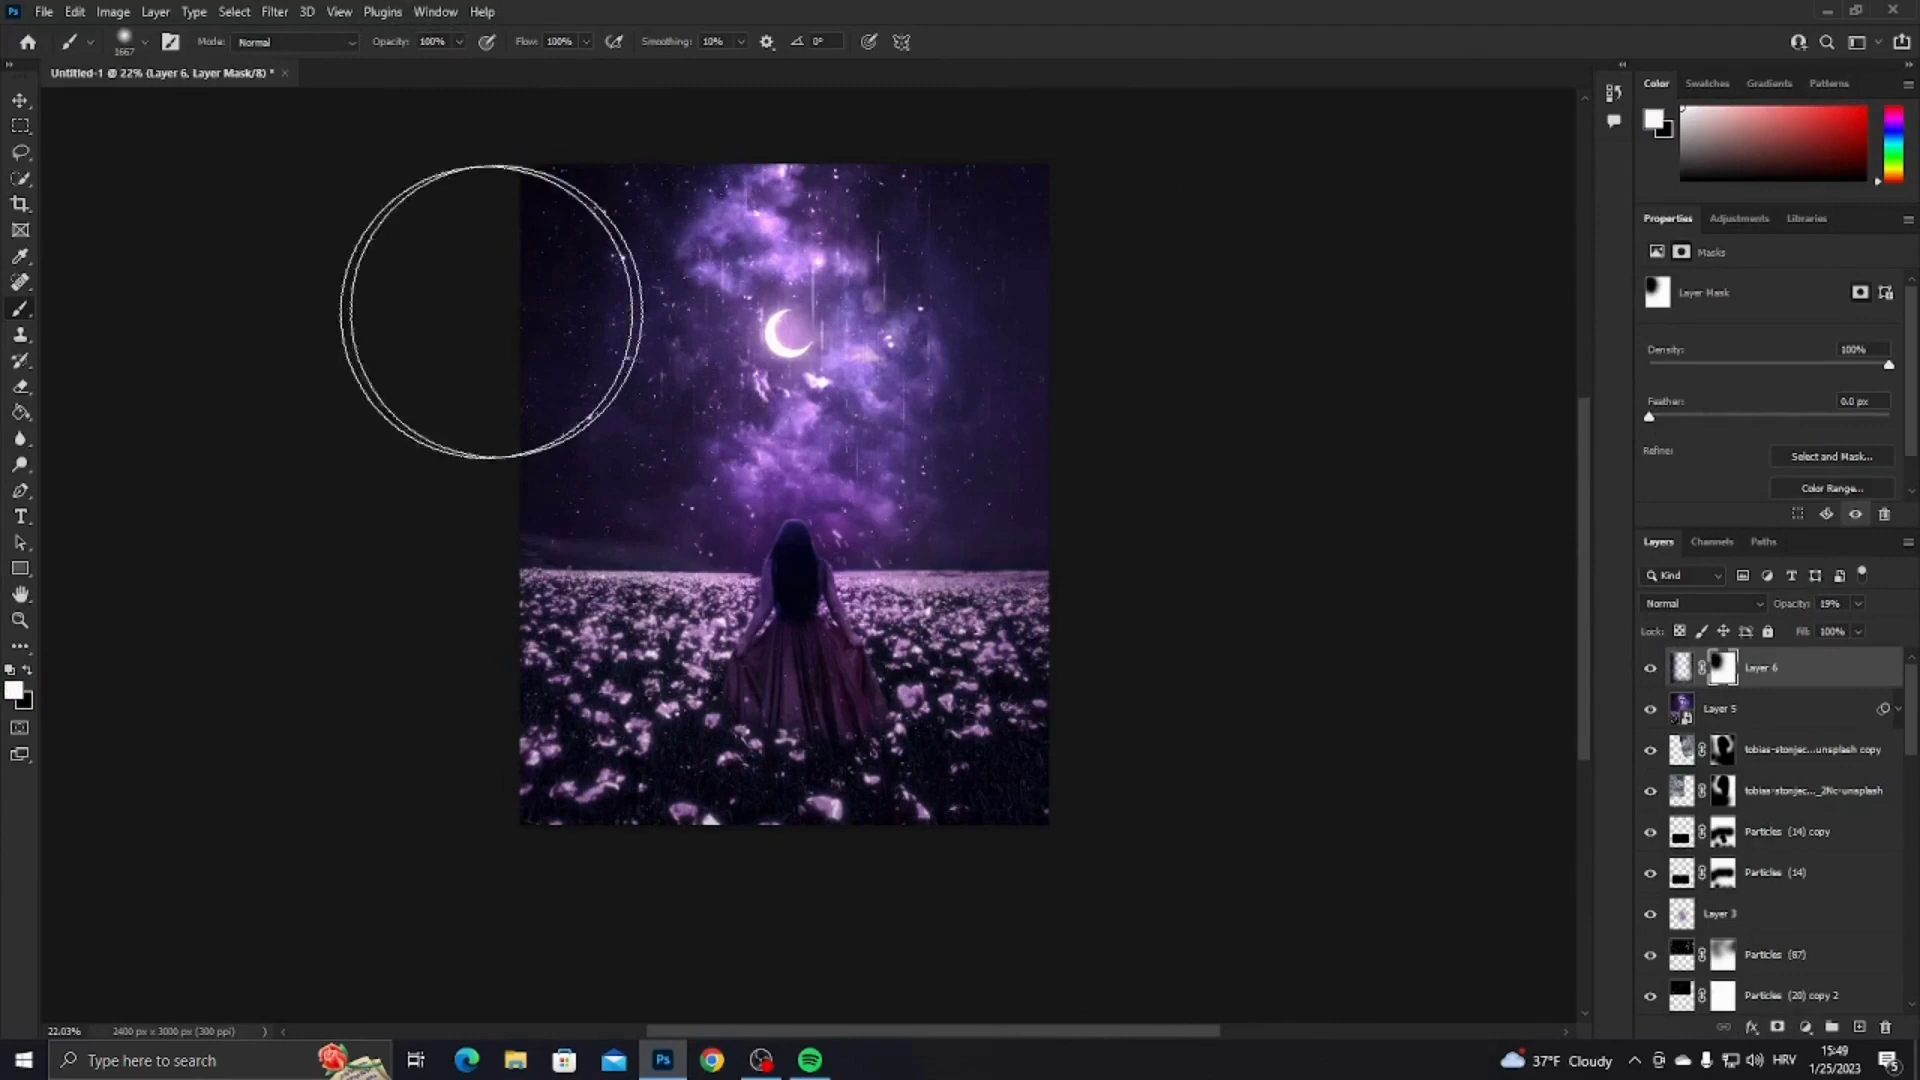 Ps File Edit Image Layer Type Select Filter 3D View Plugins Window Help
1667 Mode: Normal Opacity: 100% Flow: 100% Smoothing: 10% 0°
Untitled-1 @ 22% (Layer 6, Layer Mask/8) *
Color Swatches Gradients Patterns
Properties Adjustments Libraries
Masks
Layer Mask
Density: 100%
Feather: 0.0 px
Refine: Select and Mask...
Color Range...
Layers Channels Paths
Kind
Normal Opacity: 19%
Lock: Fill: 100%
Layer 6
Layer 5
tobias-stonjec...unsplash copy
tobias-stonjec..._2Nc-unsplash
Particles (14) copy
Particles (14)
Layer 3
Particles (87)
Particles (20) copy 2
22.03% 2400 px x 3000 px (300 ppi)
Type here to search
Ps
37°F Cloudy
HRV
15:49
1/25/2023
5